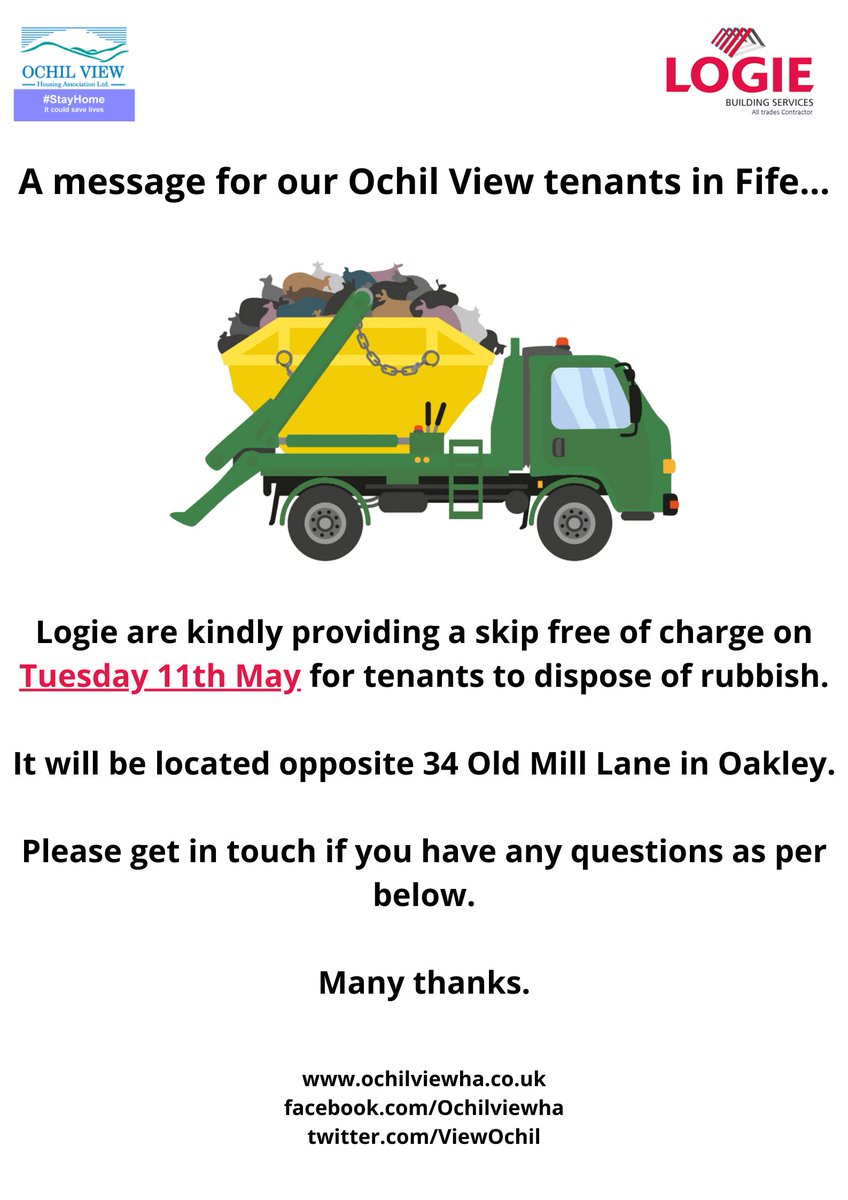 OCHIL VIEW
Housing Association Ltd.
#StayHome
It could save lives
LOGIE
BUILDING SERVICES
All trades Contractor
A message for our Ochil View tenants in Fife...
Logie are kindly providing a skip free of charge on
Tuesday 11th May for tenants to dispose of rubbish.
It will be located opposite 34 Old Mill Lane in Oakley.
Please get in touch if you have any questions as per
below.
Many thanks.
www.ochilviewha.co.uk
facebook.com/Ochilviewha
twitter.com/ViewOchil